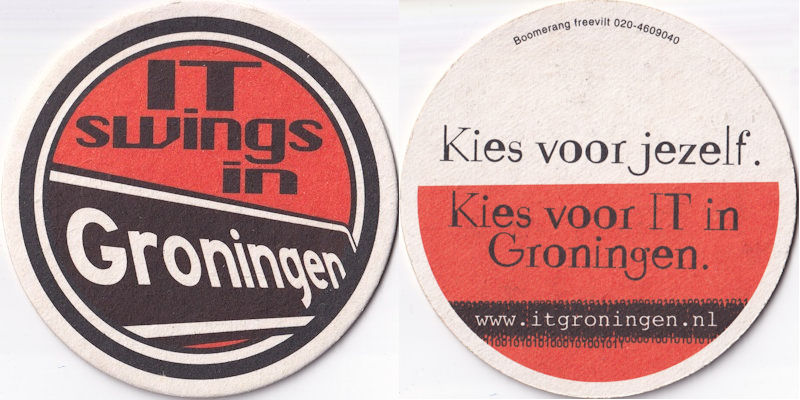 IT
swings
in
Groningen
Boomerang freevilt 020-4609040
Kies voor jezelf.
Kies voor IT in
Groningen.
www.itgroningen.nl